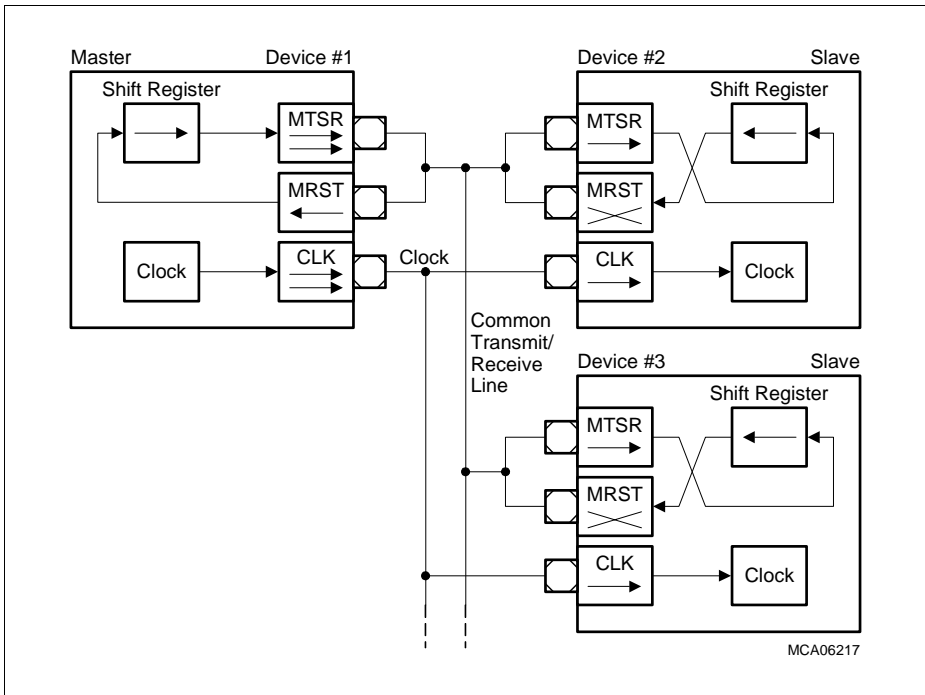 Master Device #1
Shift Register
MTSR
MRST
CLK
Clock
Clock
Common
Transmit/
Receive
Line
Device #2 Slave
Shift Register
MTSR
MRST
CLK
Clock
Device #3 Slave
Shift Register
MTSR
MRST
CLK
Clock
MCA06217